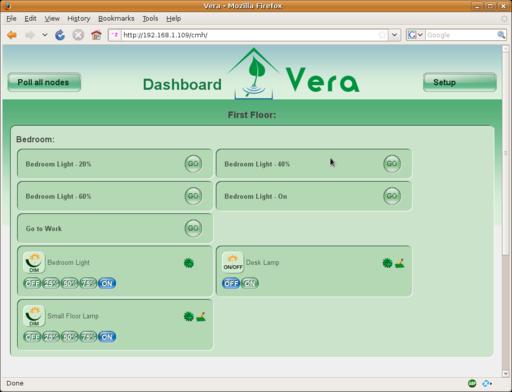 Vera - Mozilla Firefox
File Edit View History Bookmarks Tools Help
http://192.168.1.109/cmh/ Google
Poll all nodes Dashboard Vera Setup
First Floor:
Bedroom:
Bedroom Light - 20% GO Bedroom Light - 40% GO
Bedroom Light - 60% GO Bedroom Light - On GO
Go to Work GO
Bedroom Light Desk Lamp
DIM ON/OFF
OFF 25% 50% 75% ON OFF ON
Small Floor Lamp
DIM
OFF 25% 50% 75% ON
Done